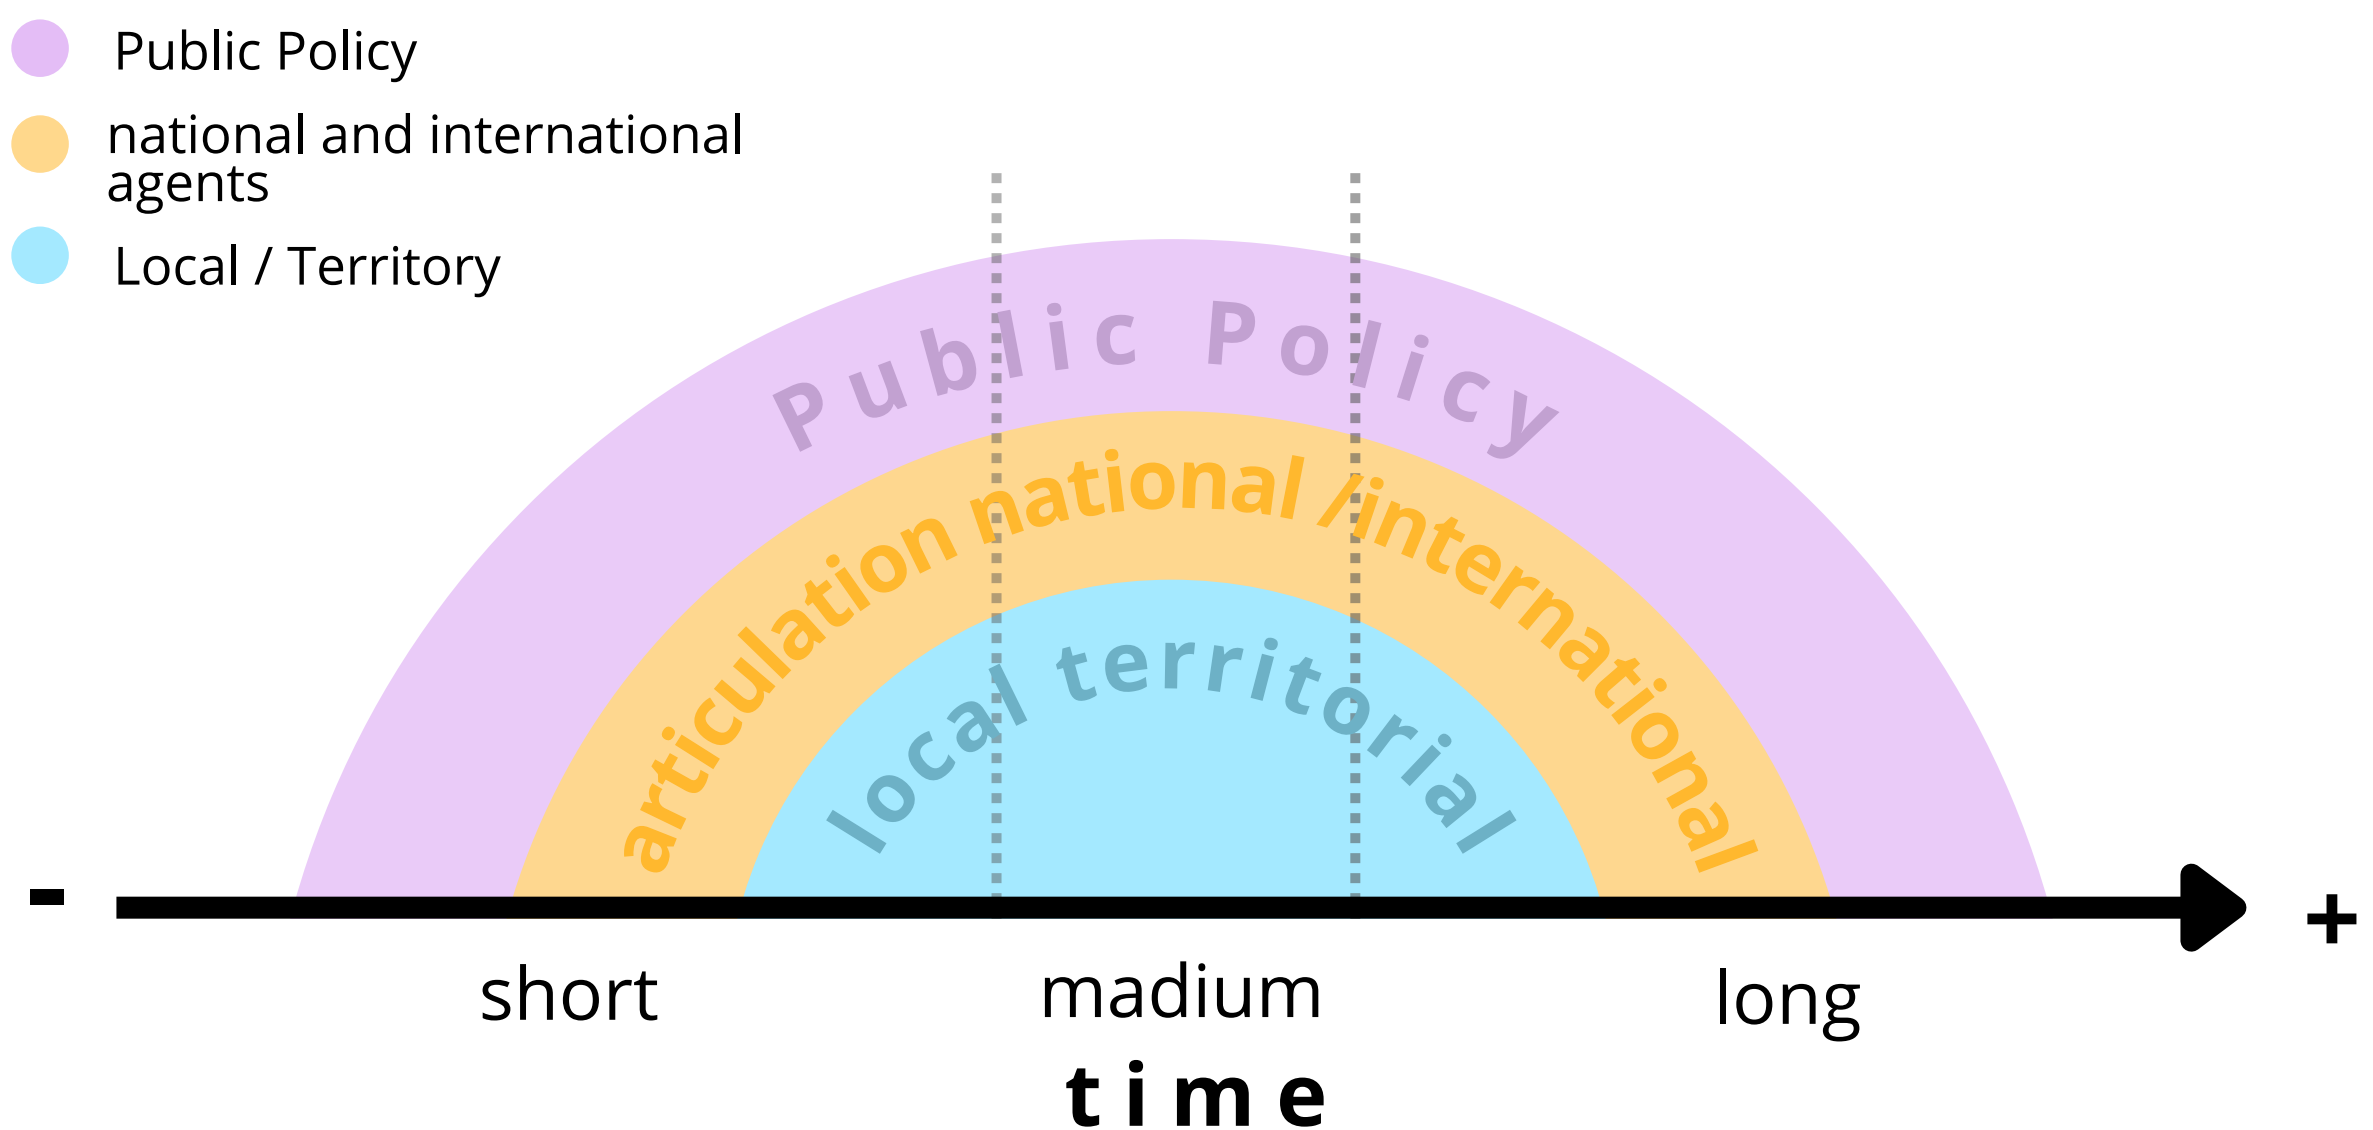 Public Policy
national and international
agents
Local / Territory
Public Policy
articulation national /international
local territorial
-
+
short
madium
long
time